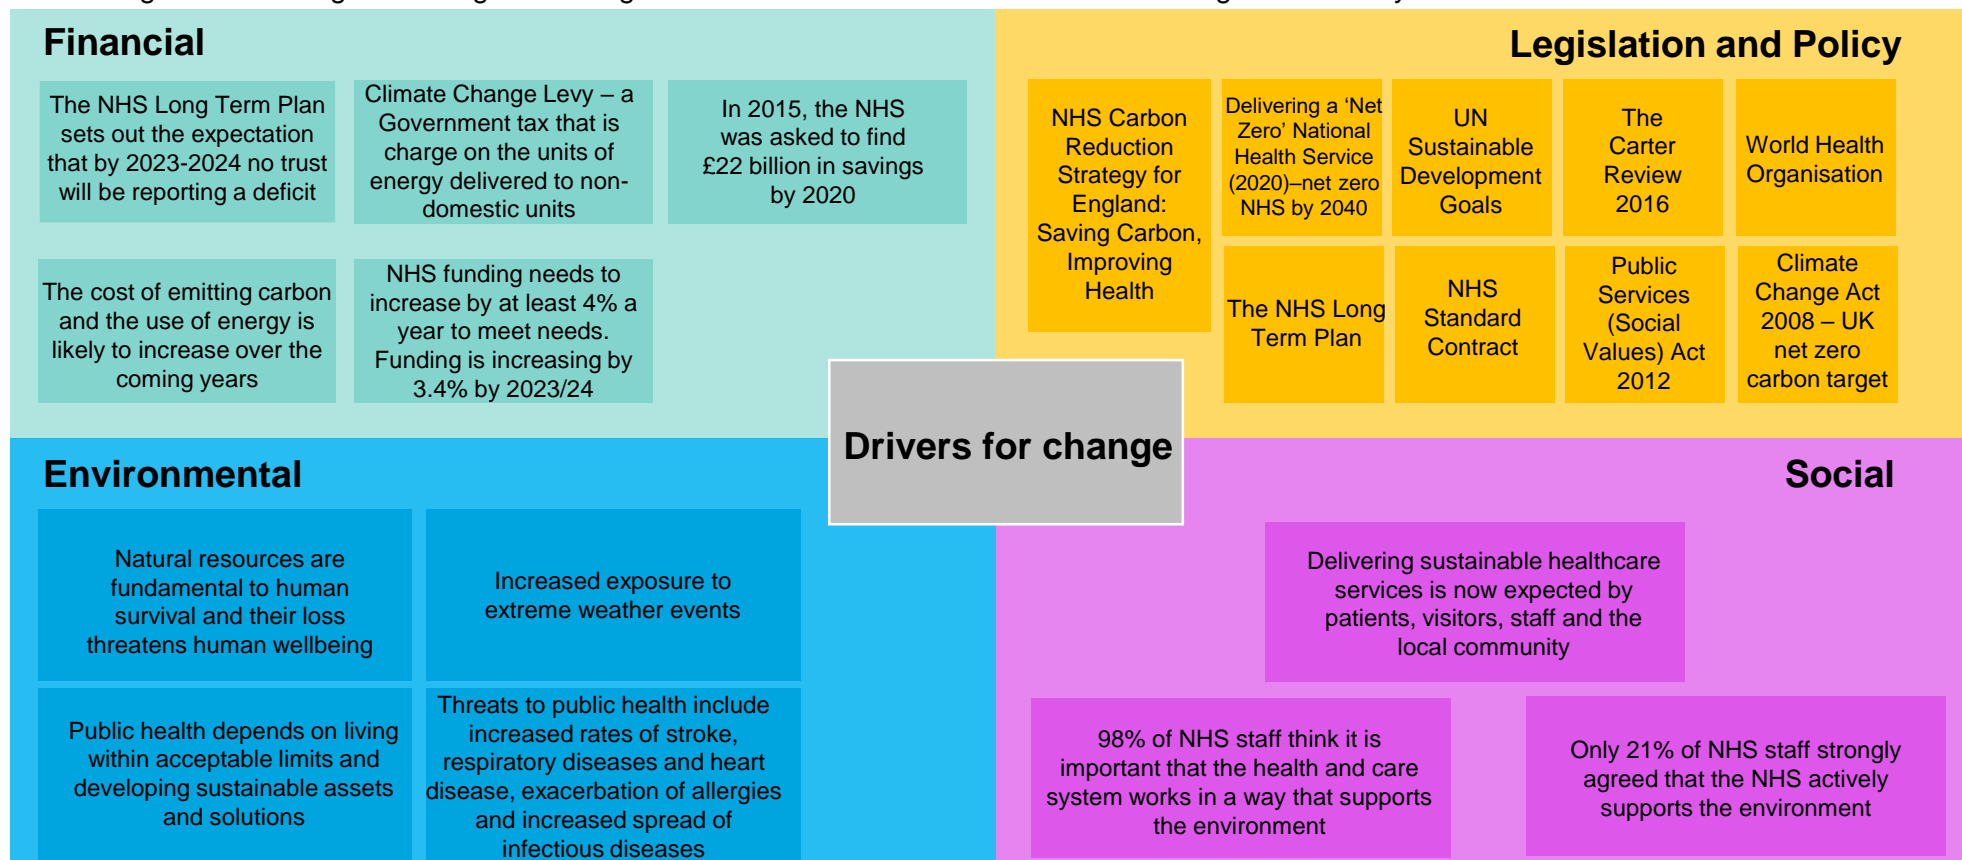 Financial
The NHS Long Term Plan
sets out the expectation
that by 2023-2024 no trust
will be reporting a deficit
Climate Change Levy – a
Government tax that is
charge on the units of
energy delivered to non-
domestic units
In 2015, the NHS
was asked to find
£22 billion in savings
by 2020
The cost of emitting carbon
and the use of energy is
likely to increase over the
coming years
NHS funding needs to
increase by at least 4% a
year to meet needs.
Funding is increasing by
3.4% by 2023/24
Legislation and Policy
NHS Carbon
Reduction
Strategy for
England:
Saving Carbon,
Improving
Health
Delivering a ‘Net
Zero’ National
Health Service
(2020)–net zero
NHS by 2040
UN
Sustainable
Development
Goals
The
Carter
Review
2016
World Health
Organisation
The NHS Long
Term Plan
NHS
Standard
Contract
Public
Services
(Social
Values) Act
2012
Climate
Change Act
2008 – UK
net zero
carbon target
Drivers for change
Environmental
Natural resources are
fundamental to human
survival and their loss
threatens human wellbeing
Increased exposure to
extreme weather events
Public health depends on living
within acceptable limits and
developing sustainable assets
and solutions
Threats to public health include
increased rates of stroke,
respiratory diseases and heart
disease, exacerbation of allergies
and increased spread of
infectious diseases
Social
Delivering sustainable healthcare
services is now expected by
patients, visitors, staff and the
local community
98% of NHS staff think it is
important that the health and care
system works in a way that supports
the environment
Only 21% of NHS staff strongly
agreed that the NHS actively
supports the environment